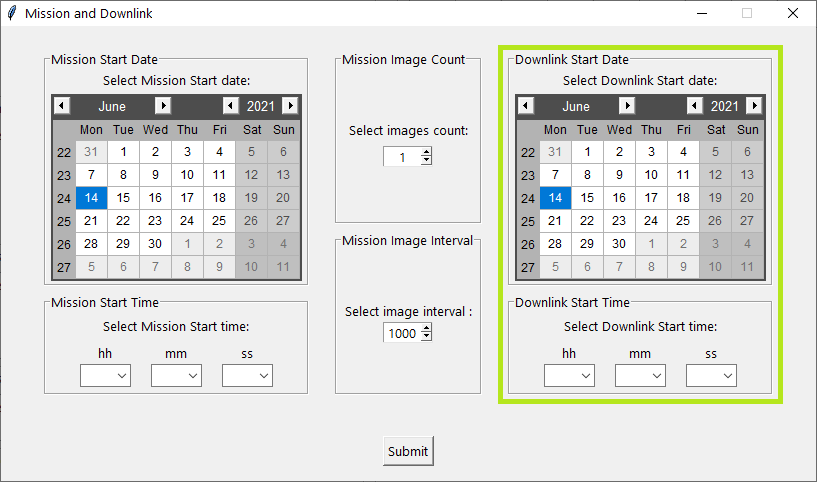 Mission and Downlink
Mission Start Date
Select Mission Start date:
June 2021
Mon Tue Wed Thu Fri Sat Sun
22 31 1 2 3 4 5 6
23 7 8 9 10 11 12 13
24 14 15 16 17 18 19 20
25 21 22 23 24 25 26 27
26 28 29 30 1 2 3 4
27 5 6 7 8 9 10 11
Mission Start Time
Select Mission Start time:
hh mm ss
Mission Image Count
Select images count:
1
Mission Image Interval
Select image interval :
1000
Downlink Start Date
Select Downlink Start date:
June 2021
Mon Tue Wed Thu Fri Sat Sun
22 31 1 2 3 4 5 6
23 7 8 9 10 11 12 13
24 14 15 16 17 18 19 20
25 21 22 23 24 25 26 27
26 28 29 30 1 2 3 4
27 5 6 7 8 9 10 11
Downlink Start Time
Select Downlink Start time:
hh mm ss
Submit